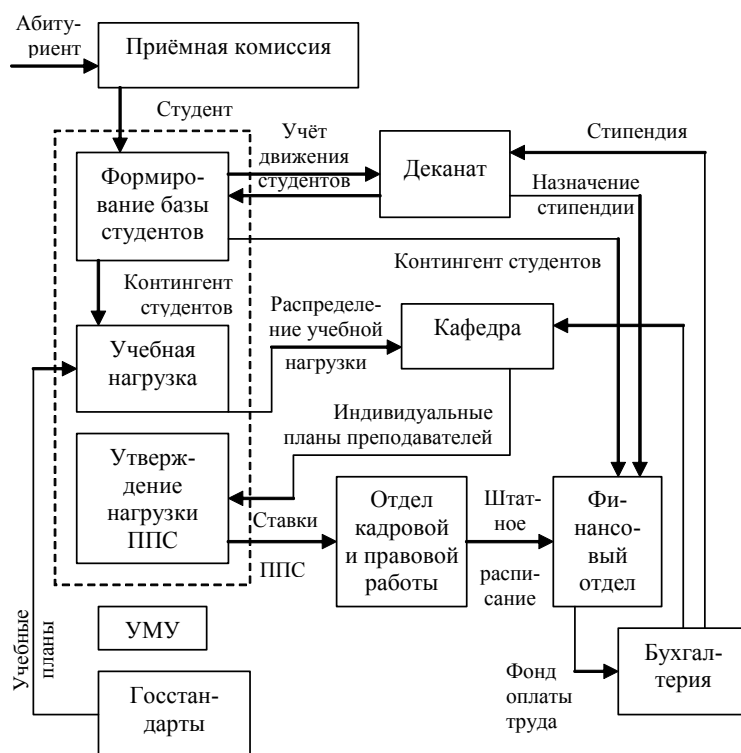 Абиту-
риент
Приёмная комиссия
Студент
Учёт
движения
студентов
Стипендия
Формиро-
вание базы
студентов
Деканат
Назначение
стипендии
Контингент студентов
Контингент
студентов
Распределе-
ние учебной
нагрузки
Кафедра
Учебная
нагрузка
Индивидуальные
планы преподавателей
Утверж-
дение
нагрузки
ППС
Ставки
ППС
Отдел
кадровой
и правовой
работы
Штат-
ное
распи-
сание
Фи-
нансо-
вый
отдел
УМУ
Учебные
планы
Госстан-
дарты
Фонд
оплаты
труда
Бухгал-
терия